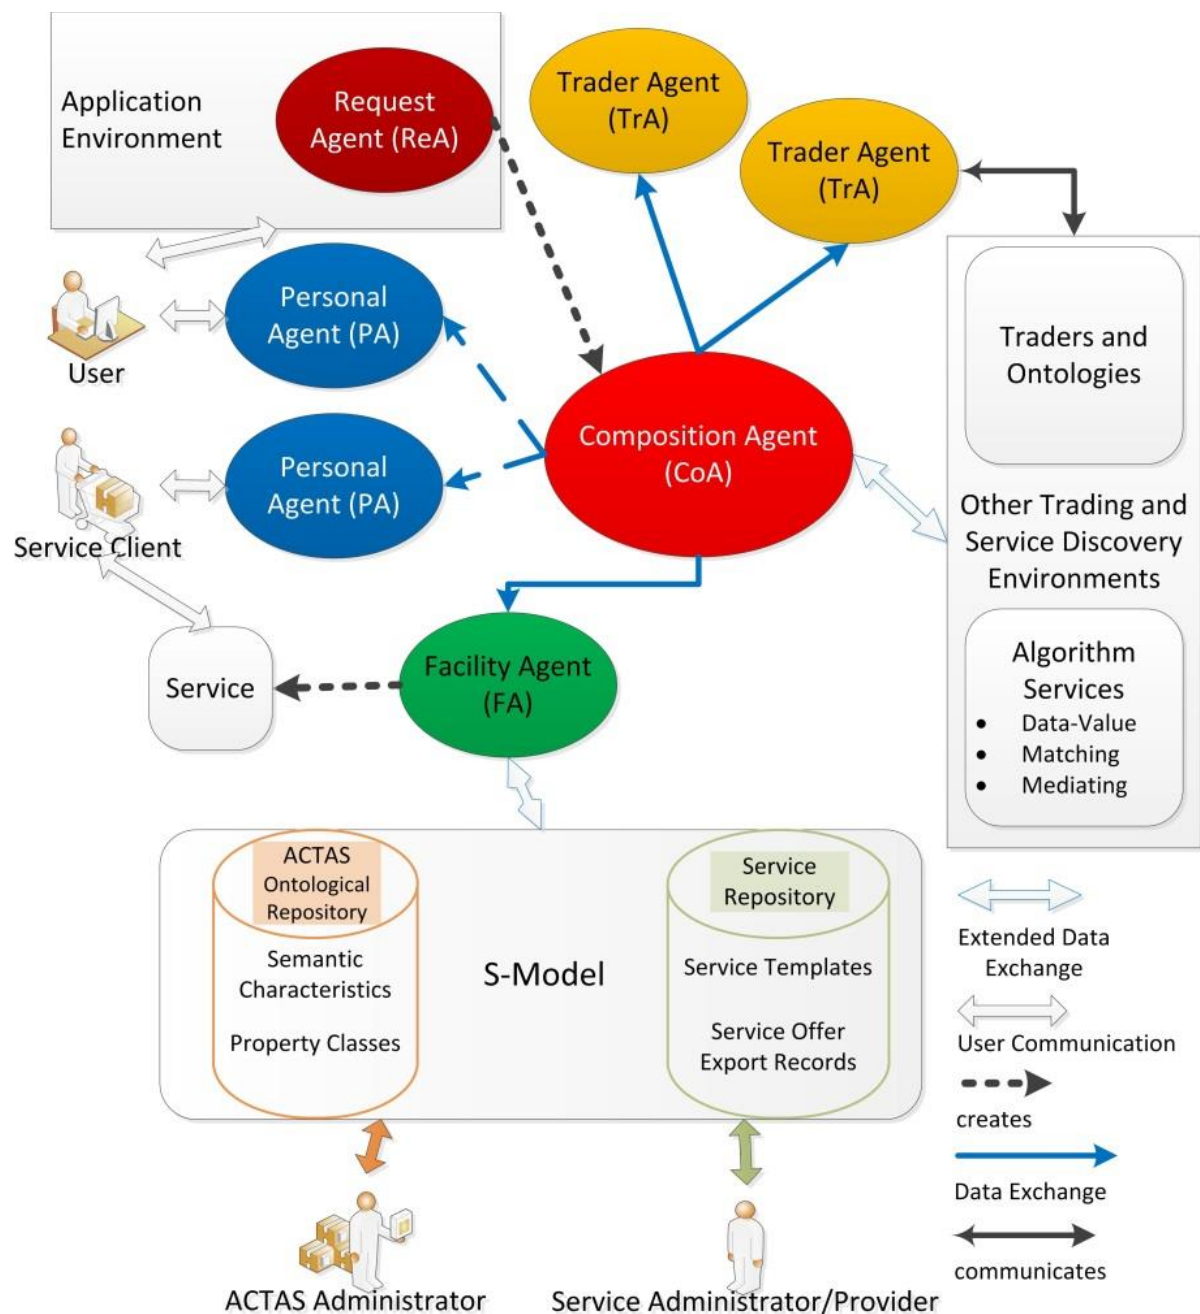 Application
Environment
Request
Agent (ReA)
Trader Agent
(TrA)
Trader Agent
(TrA)
Personal
Agent (PA)
User
Traders and
Ontologies
Composition Agent
(CoA)
Personal
Agent (PA)
Service Client
Other Trading and
Service Discovery
Environments
Facility Agent
(FA)
Service
Algorithm
Services
• Data-Value
• Matching
• Mediating
ACTAS
Ontological
Repository
Semantic
Characteristics
Property Classes
S-Model
Service
Repository
Service Templates
Service Offer
Export Records
Extended Data
Exchange
User Communication
creates
Data Exchange
communicates
ACTAS Administrator
Service Administrator/Provider